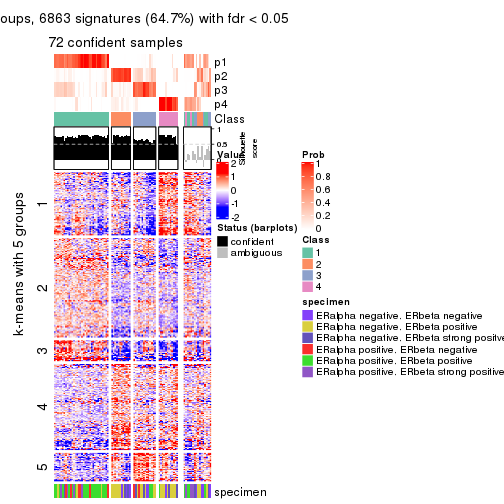 oups, 6863 signatures (64.7%) with fdr < 0.05
72 confident samples
p1
p2
p3
p4
Class
1
0.5
0
Silhouette
score
k-means with 5 groups
1
2
3
4
5
specimen
Value
2
1
0
-1
-2
Status (barplots)
confident
ambiguous
Prob
1
0.8
0.6
0.4
0.2
0
Class
1
2
3
4
specimen
ERalpha negative. ERbeta negative
ERalpha negative. ERbeta positive
ERalpha negative. ERbeta strong positive
ERalpha positive. ERbeta negative
ERalpha positive. ERbeta positive
ERalpha positive. ERbeta strong positive